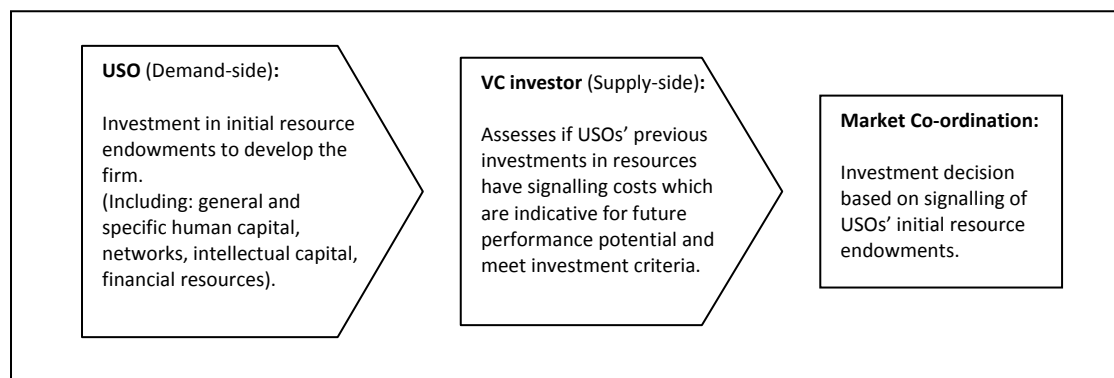 USO (Demand-side):
Investment in initial resource
endowments to develop the
firm.
(Including: general and
specific human capital,
networks, intellectual capital,
financial resources).
VC investor (Supply-side):
Assesses if USOs’ previous
investments in resources
have signalling costs which
are indicative for future
performance potential and
meet investment criteria.
Market Co-ordination:
Investment decision
based on signalling of
USOs’ initial resource
endowments.